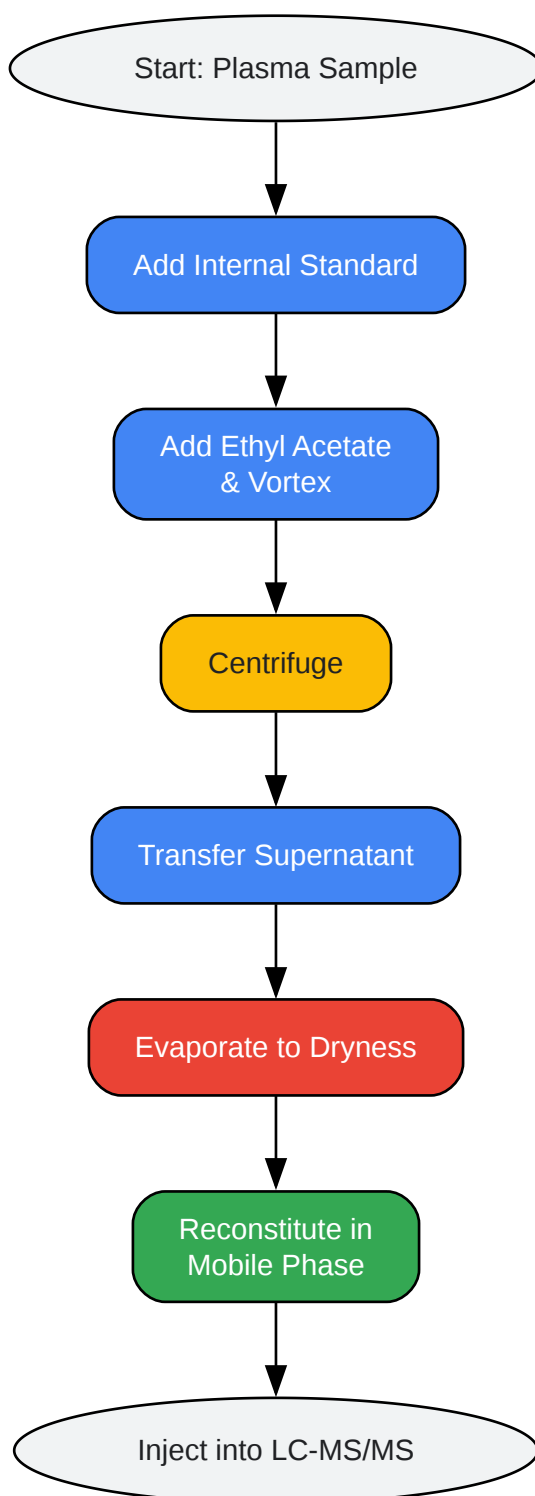 Start: Plasma Sample
Add Internal Standard
Add Ethyl Acetate
& Vortex
Centrifuge
Transfer Supernatant
Evaporate to Dryness
Reconstitute in
Mobile Phase
Inject into LC-MS/MS